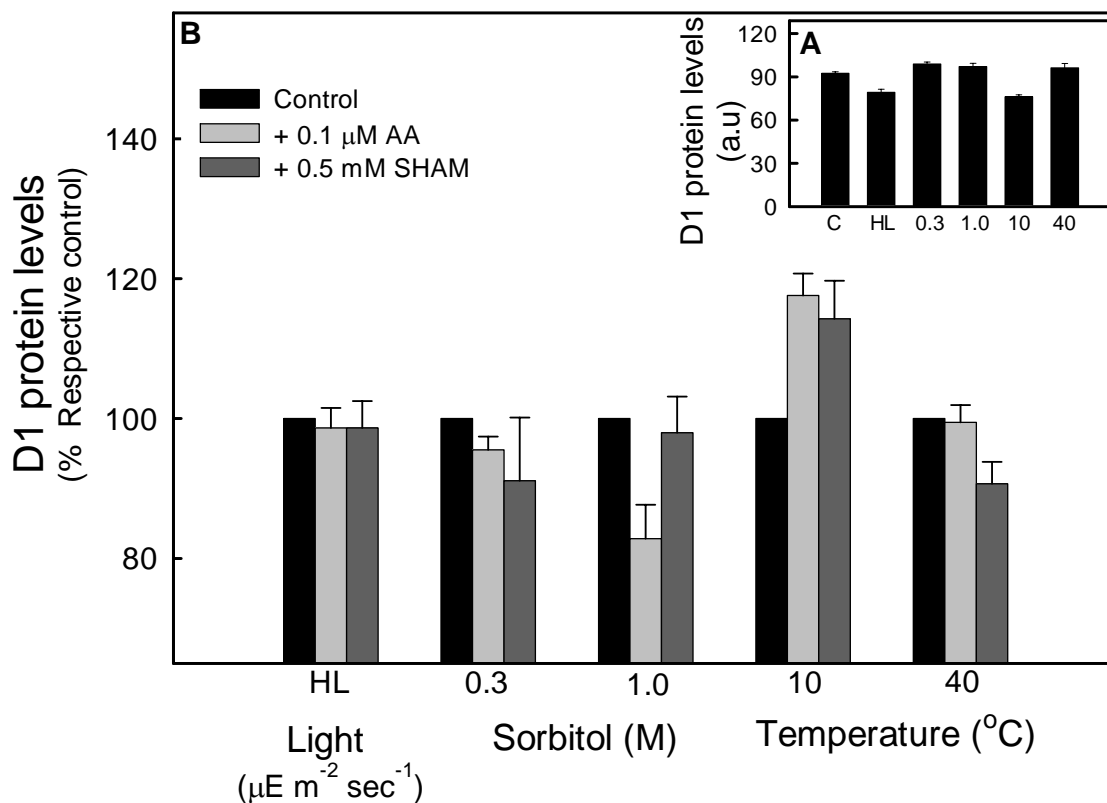 B
Control
+ 0.1 μM AA
+ 0.5 mM SHAM
D1 protein levels
(% Respective control)
140
120
100
80
HL
0.3
1.0
10
40
Light
(μE m⁻² sec⁻¹)
Sorbitol (M)
Temperature (°C)
A
D1 protein levels
(a.u)
120
90
60
30
0
C
HL
0.3
1.0
10
40